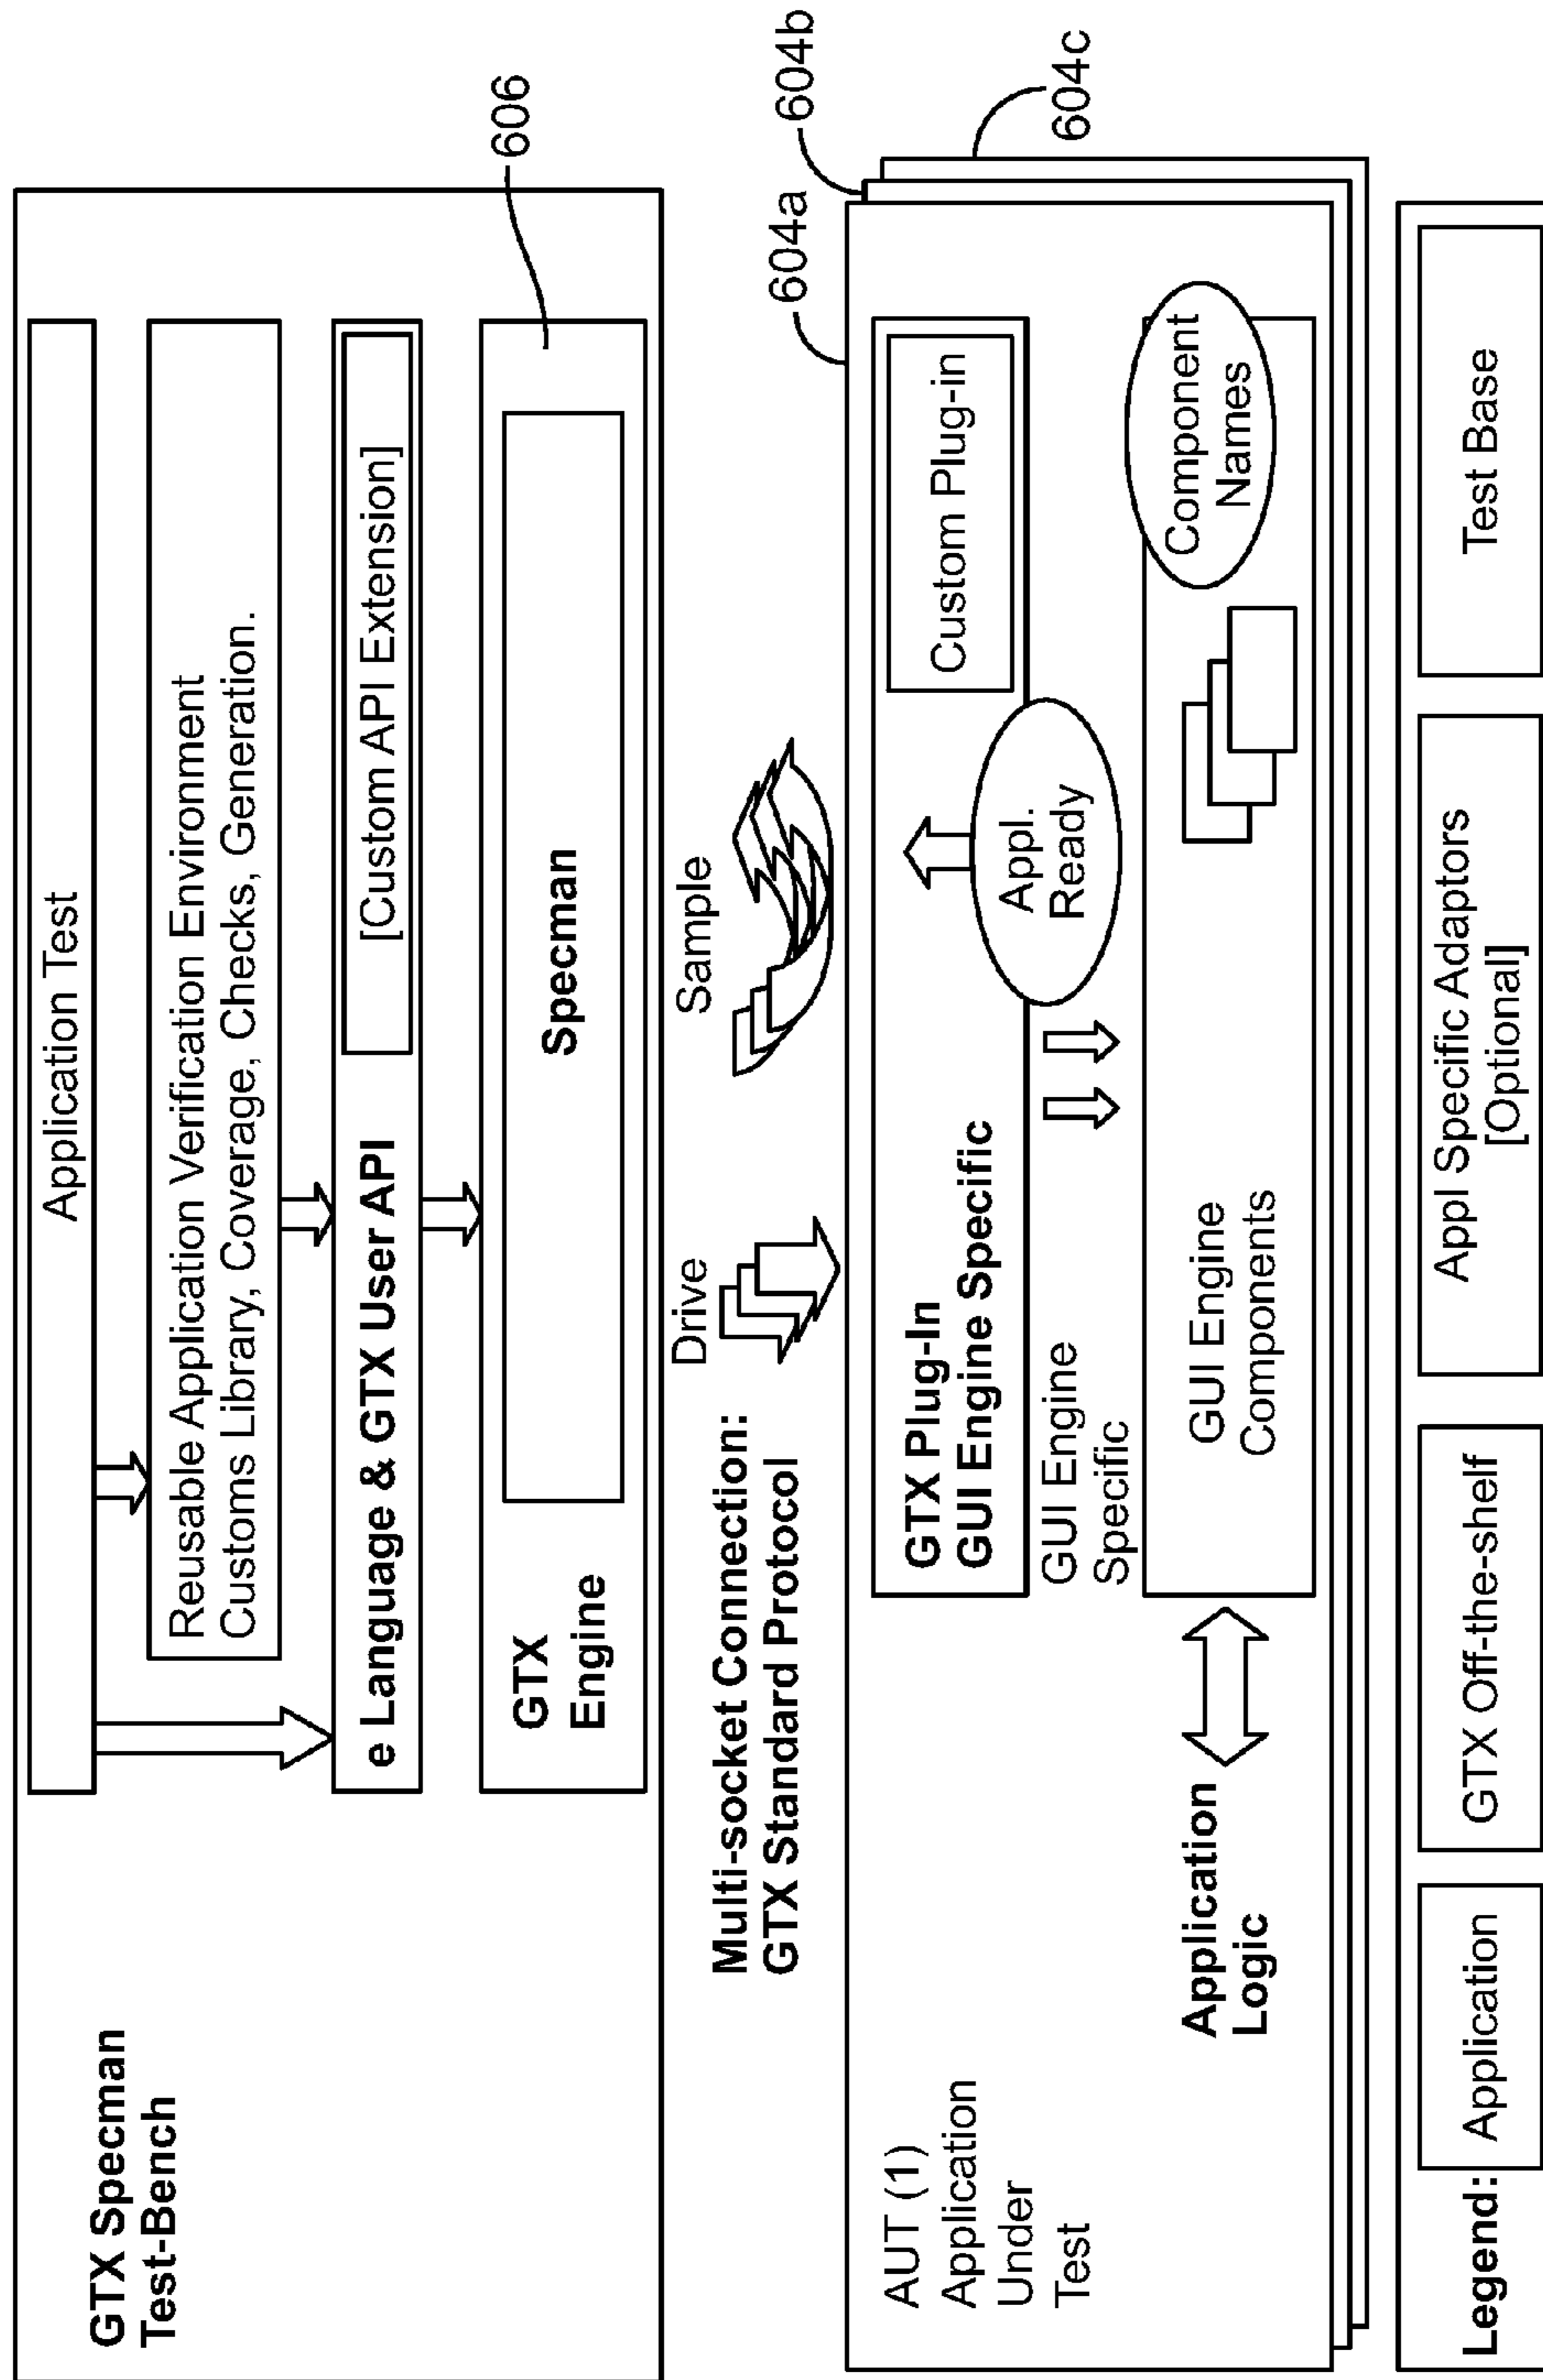 GTX Specman
Test-Bench
Application Test
Reusable Application Verification Environment
Customs Library, Coverage, Checks, Generation.
e Language & GTX User API
[Custom API Extension]
GTX
Engine
Specman
606
Multi-socket Connection:
GTX Standard Protocol
Drive
Sample
604a
604b
604c
AUT (1)
Application
Under
Test
GTX Plug-In
GUI Engine Specific
Custom Plug-in
GUI Engine
Specific
Appl.
Ready
Application
Logic
GUI Engine
Components
Component
Names
Legend:
Application
GTX Off-the-shelf
Appl Specific Adaptors
[Optional]
Test Base